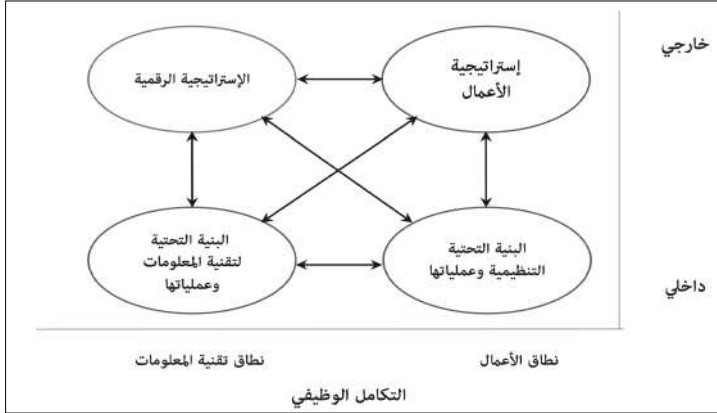 خارجي
إستراتيجية
الأعمال
الإستراتيجية الرقمية
البنية التحتية
التنظيمية وعملياتها
البنية التحتية
لتقنية المعلومات
وعملياتها
داخلي
نطاق الأعمال
نطاق تقنية المعلومات
التكامل الوظيفي